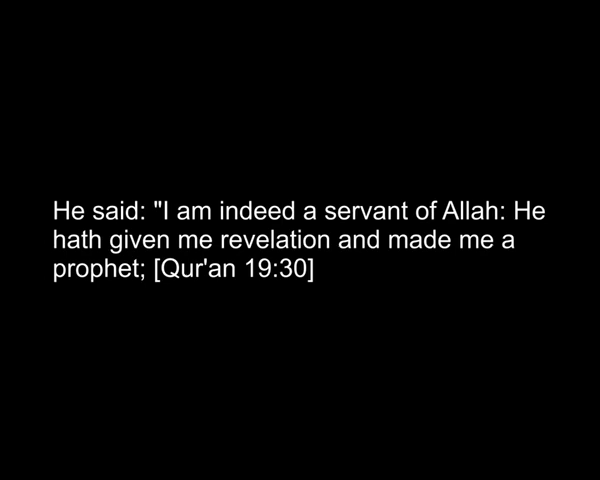 He said: "I am indeed a servant of Allah: He
hath given me revelation and made me a
prophet; [Qur'an 19:30]